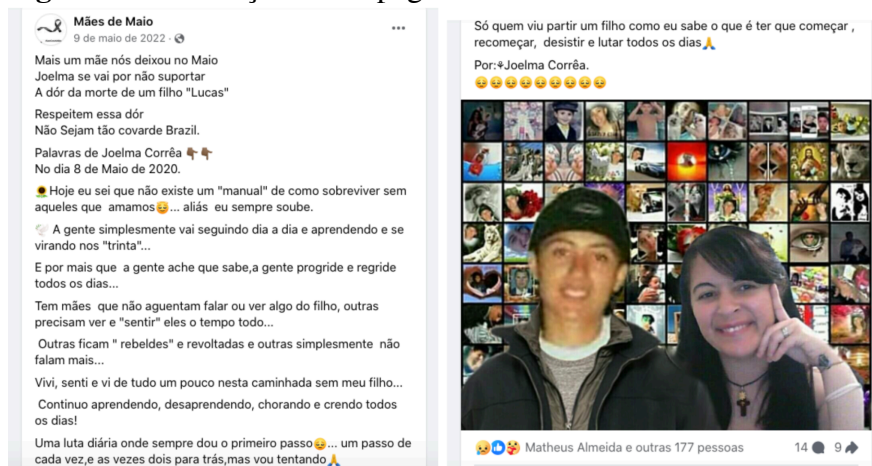 Mães de Maio
9 de maio de 2022 ·
Mais um mãe nós deixou no Maio
Joelma se vai por não suportar
A dór da morte de um filho "Lucas"
Respeitem essa dór
Não Sejam tão covarde Brazil.
Palavras de Joelma Corrêa 👇🏾👇🏾
No dia 8 de Maio de 2020.
🌻Hoje eu sei que não existe um "manual" de como sobreviver sem
aqueles que amamos😔... aliás eu sempre soube.
🕊 A gente simplesmente vai seguindo dia a dia e aprendendo e se
virando nos "trinta"...
E por mais que a gente ache que sabe,a gente progride e regride
todos os dias...
Tem mães que não aguentam falar ou ver algo do filho, outras
precisam ver e "sentir" eles o tempo todo...
Outras ficam " rebeldes" e revoltadas e outras simplesmente não
falam mais...
Vivi, senti e vi de tudo um pouco nesta caminhada sem meu filho...
Continuo aprendendo, desaprendendo, chorando e crendo todos
os dias!
Uma luta diária onde sempre dou o primeiro passo😔... um passo de
cada vez,e as vezes dois para trás,mas vou tentando🙏
Só quem viu partir um filho como eu sabe o que é ter que começar ,
recomeçar, desistir e lutar todos os dias🙏
Por:⚘Joelma Corrêa.
😔😔😔😔😔😔😔😔😔
Matheus Almeida e outras 177 pessoas
14 9